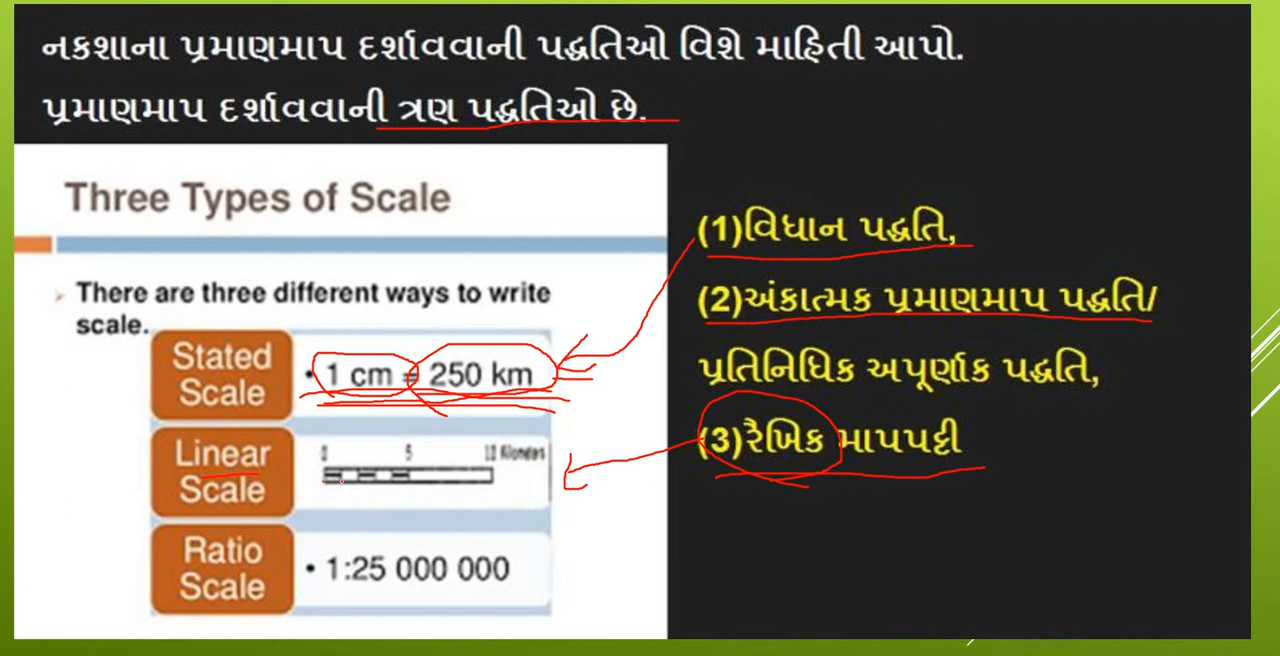 નકશાના પ્રમાણમાપ દર્શાવવાની પદ્ધતિઓ વિશે માહિતી આપો.
પ્રમાણમાપ દર્શાવવાની ત્રણ પદ્ધતિઓ છે.
Three Types of Scale
There are three different ways to write
scale.
Stated
Scale
• 1 cm = 250 km
Linear
Scale
0 5 10
Ratio
Scale
• 1:25 000 000
(1)વિધાન પદ્ધતિ,
(2)અંકાત્મક પ્રમાણમાપ પદ્ધતિ/
પ્રતિનિધિક અપૂર્ણાંક પદ્ધતિ,
(3)રૈખિક માપપટ્ટી